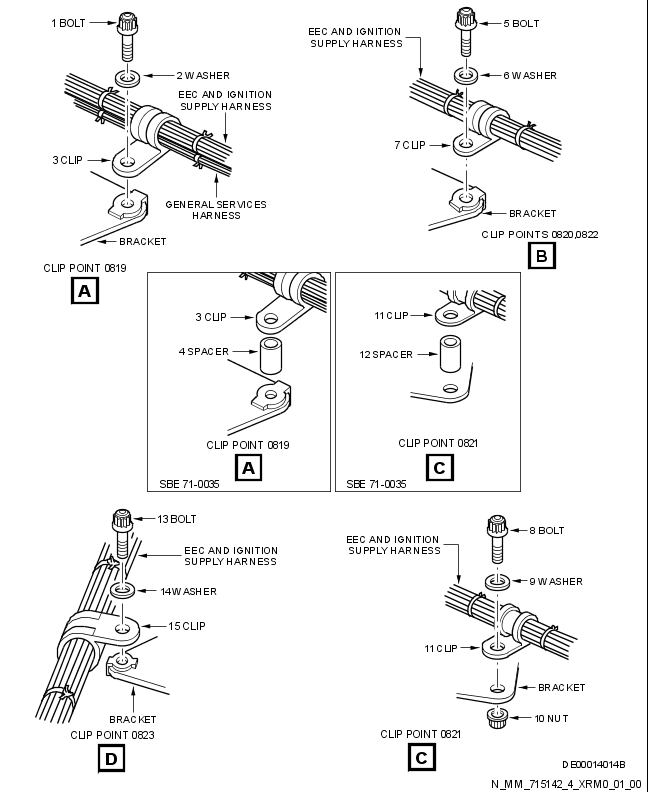 1 BOLT
2 WASHER
EEC AND IGNITION
SUPPLY HARNESS
3 CLIP
GENERAL SERVICES
HARNESS
BRACKET
CLIP POINT 0819
A
EEC AND IGNITION
SUPPLY HARNESS
5 BOLT
6 WASHER
7 CLIP
BRACKET
CLIP POINTS 0820,0822
B
3 CLIP
4 SPACER
CLIP POINT 0819
A
SBE 71-0035
11 CLIP
12 SPACER
CLIP POINT 0821
C
SBE 71-0035
13 BOLT
EEC AND IGNITION
SUPPLY HARNESS
14 WASHER
15 CLIP
BRACKET
CLIP POINT 0823
D
EEC AND IGNITION
SUPPLY HARNESS
8 BOLT
9 WASHER
11 CLIP
BRACKET
10 NUT
CLIP POINT 0821
C
DE00014014B
N_MM_715142_4_XRM0_01_00